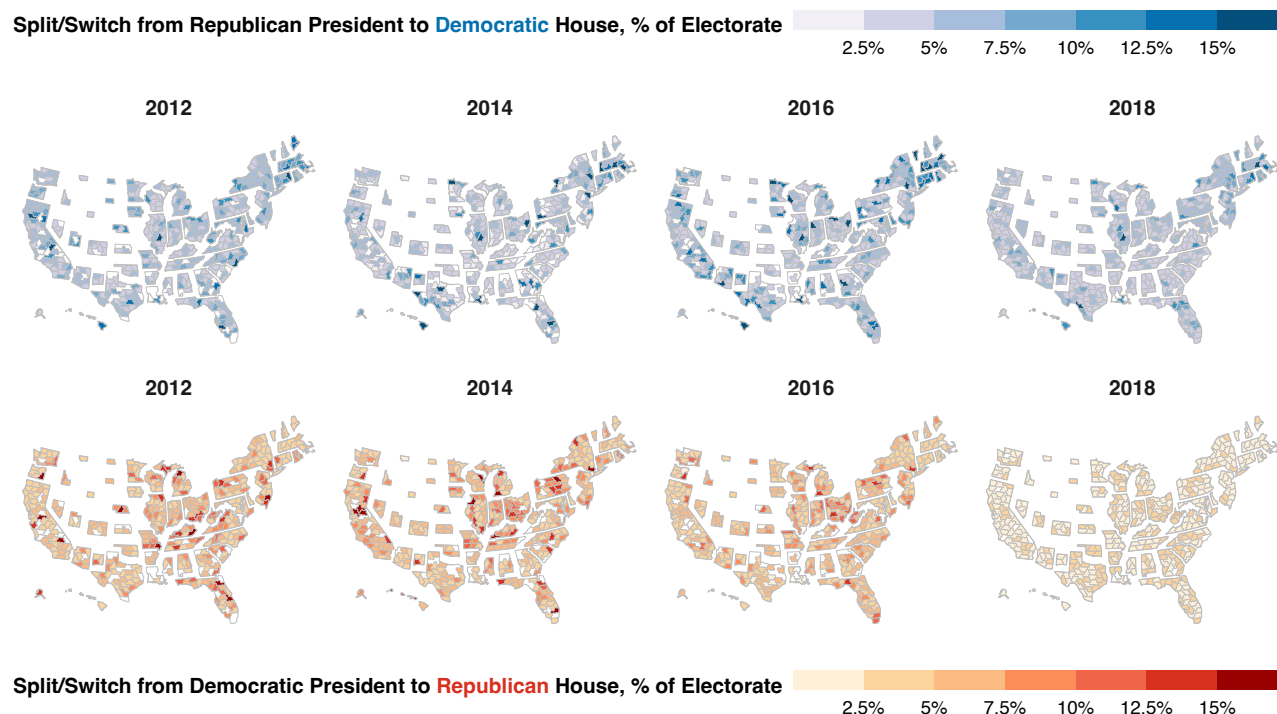 Split/Switch from Republican President to Democratic House, % of Electorate
2.5% 5% 7.5% 10% 12.5% 15%
2012 2014 2016 2018
2012 2014 2016 2018
Split/Switch from Democratic President to Republican House, % of Electorate
2.5% 5% 7.5% 10% 12.5% 15%